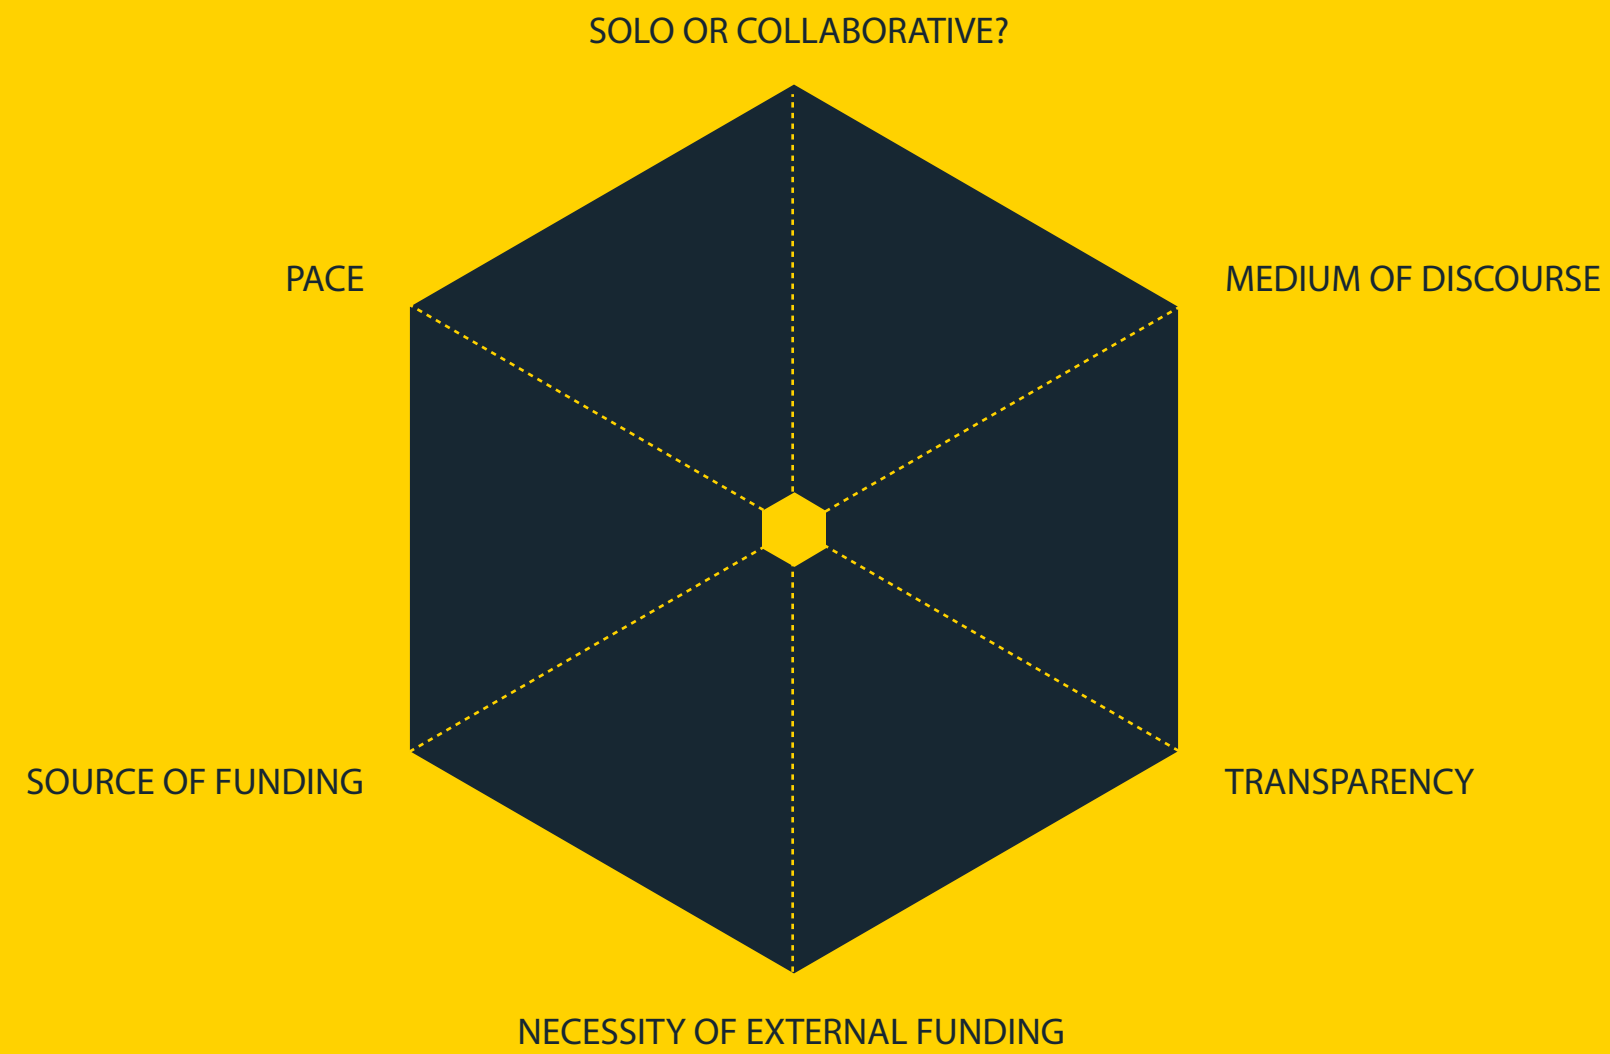 SOLO OR COLLABORATIVE?
PACE
MEDIUM OF DISCOURSE
SOURCE OF FUNDING
TRANSPARENCY
NECESSITY OF EXTERNAL FUNDING